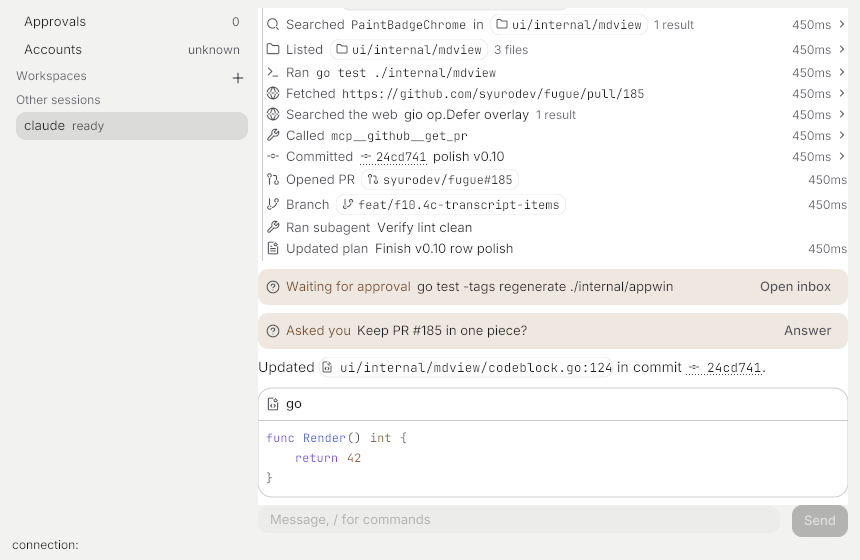 Approvals 0
Accounts unknown
Workspaces +
Other sessions
claude ready
connection:
Searched PaintBadgeChrome in ui/internal/mdview 1 result 450ms
Listed ui/internal/mdview 3 files 450ms
Ran go test ./internal/mdview 450ms
Fetched https://github.com/syurodev/fugue/pull/185 450ms
Searched the web gio op.Defer overlay 1 result 450ms
Called mcp__github__get_pr 450ms
Committed 24cd741 polish v0.10 450ms
Opened PR syurodev/fugue#185 450ms
Branch feat/f10.4c-transcript-items 450ms
Ran subagent Verify lint clean
Updated plan Finish v0.10 row polish 450ms
Waiting for approval go test -tags regenerate ./internal/appwin Open inbox
Asked you Keep PR #185 in one piece? Answer
Updated ui/internal/mdview/codeblock.go:124 in commit 24cd741.
go
func Render() int {
    return 42
}
Message, / for commands Send